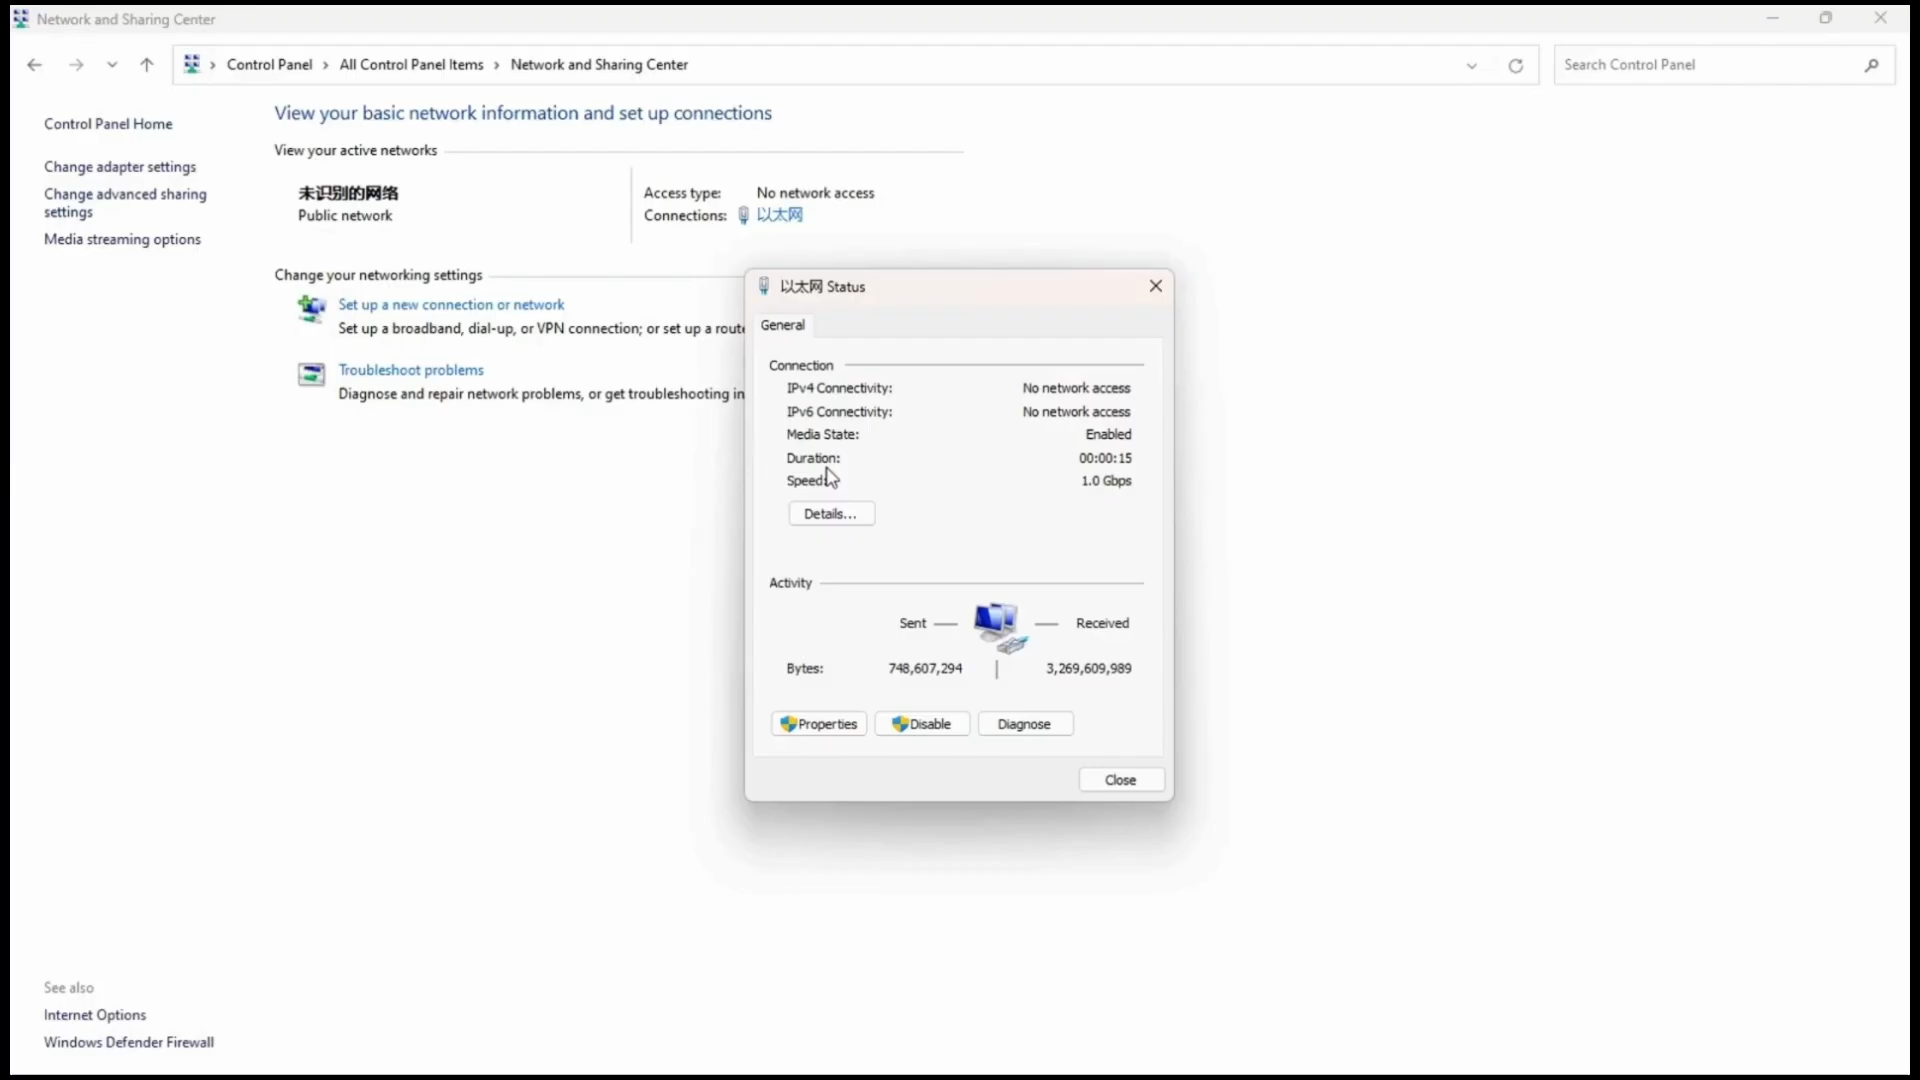 Network and Sharing Center
Control Panel › All Control Panel Items › Network and Sharing Center
Search Control Panel
Control Panel Home
Change adapter settings
Change advanced sharing
settings
Media streaming options
View your basic network information and set up connections
View your active networks
未识别的网络
Public network
Access type: No network access
Connections: 以太网
Change your networking settings
Set up a new connection or network
Set up a broadband, dial-up, or VPN connection; or set up a route
Troubleshoot problems
Diagnose and repair network problems, or get troubleshooting in
以太网 Status
General
Connection
IPv4 Connectivity: No network access
IPv6 Connectivity: No network access
Media State: Enabled
Duration: 00:00:15
Speed: 1.0 Gbps
Details...
Activity
Sent — — Received
Bytes: 748,607,294 | 3,269,609,989
Properties
Disable
Diagnose
Close
See also
Internet Options
Windows Defender Firewall